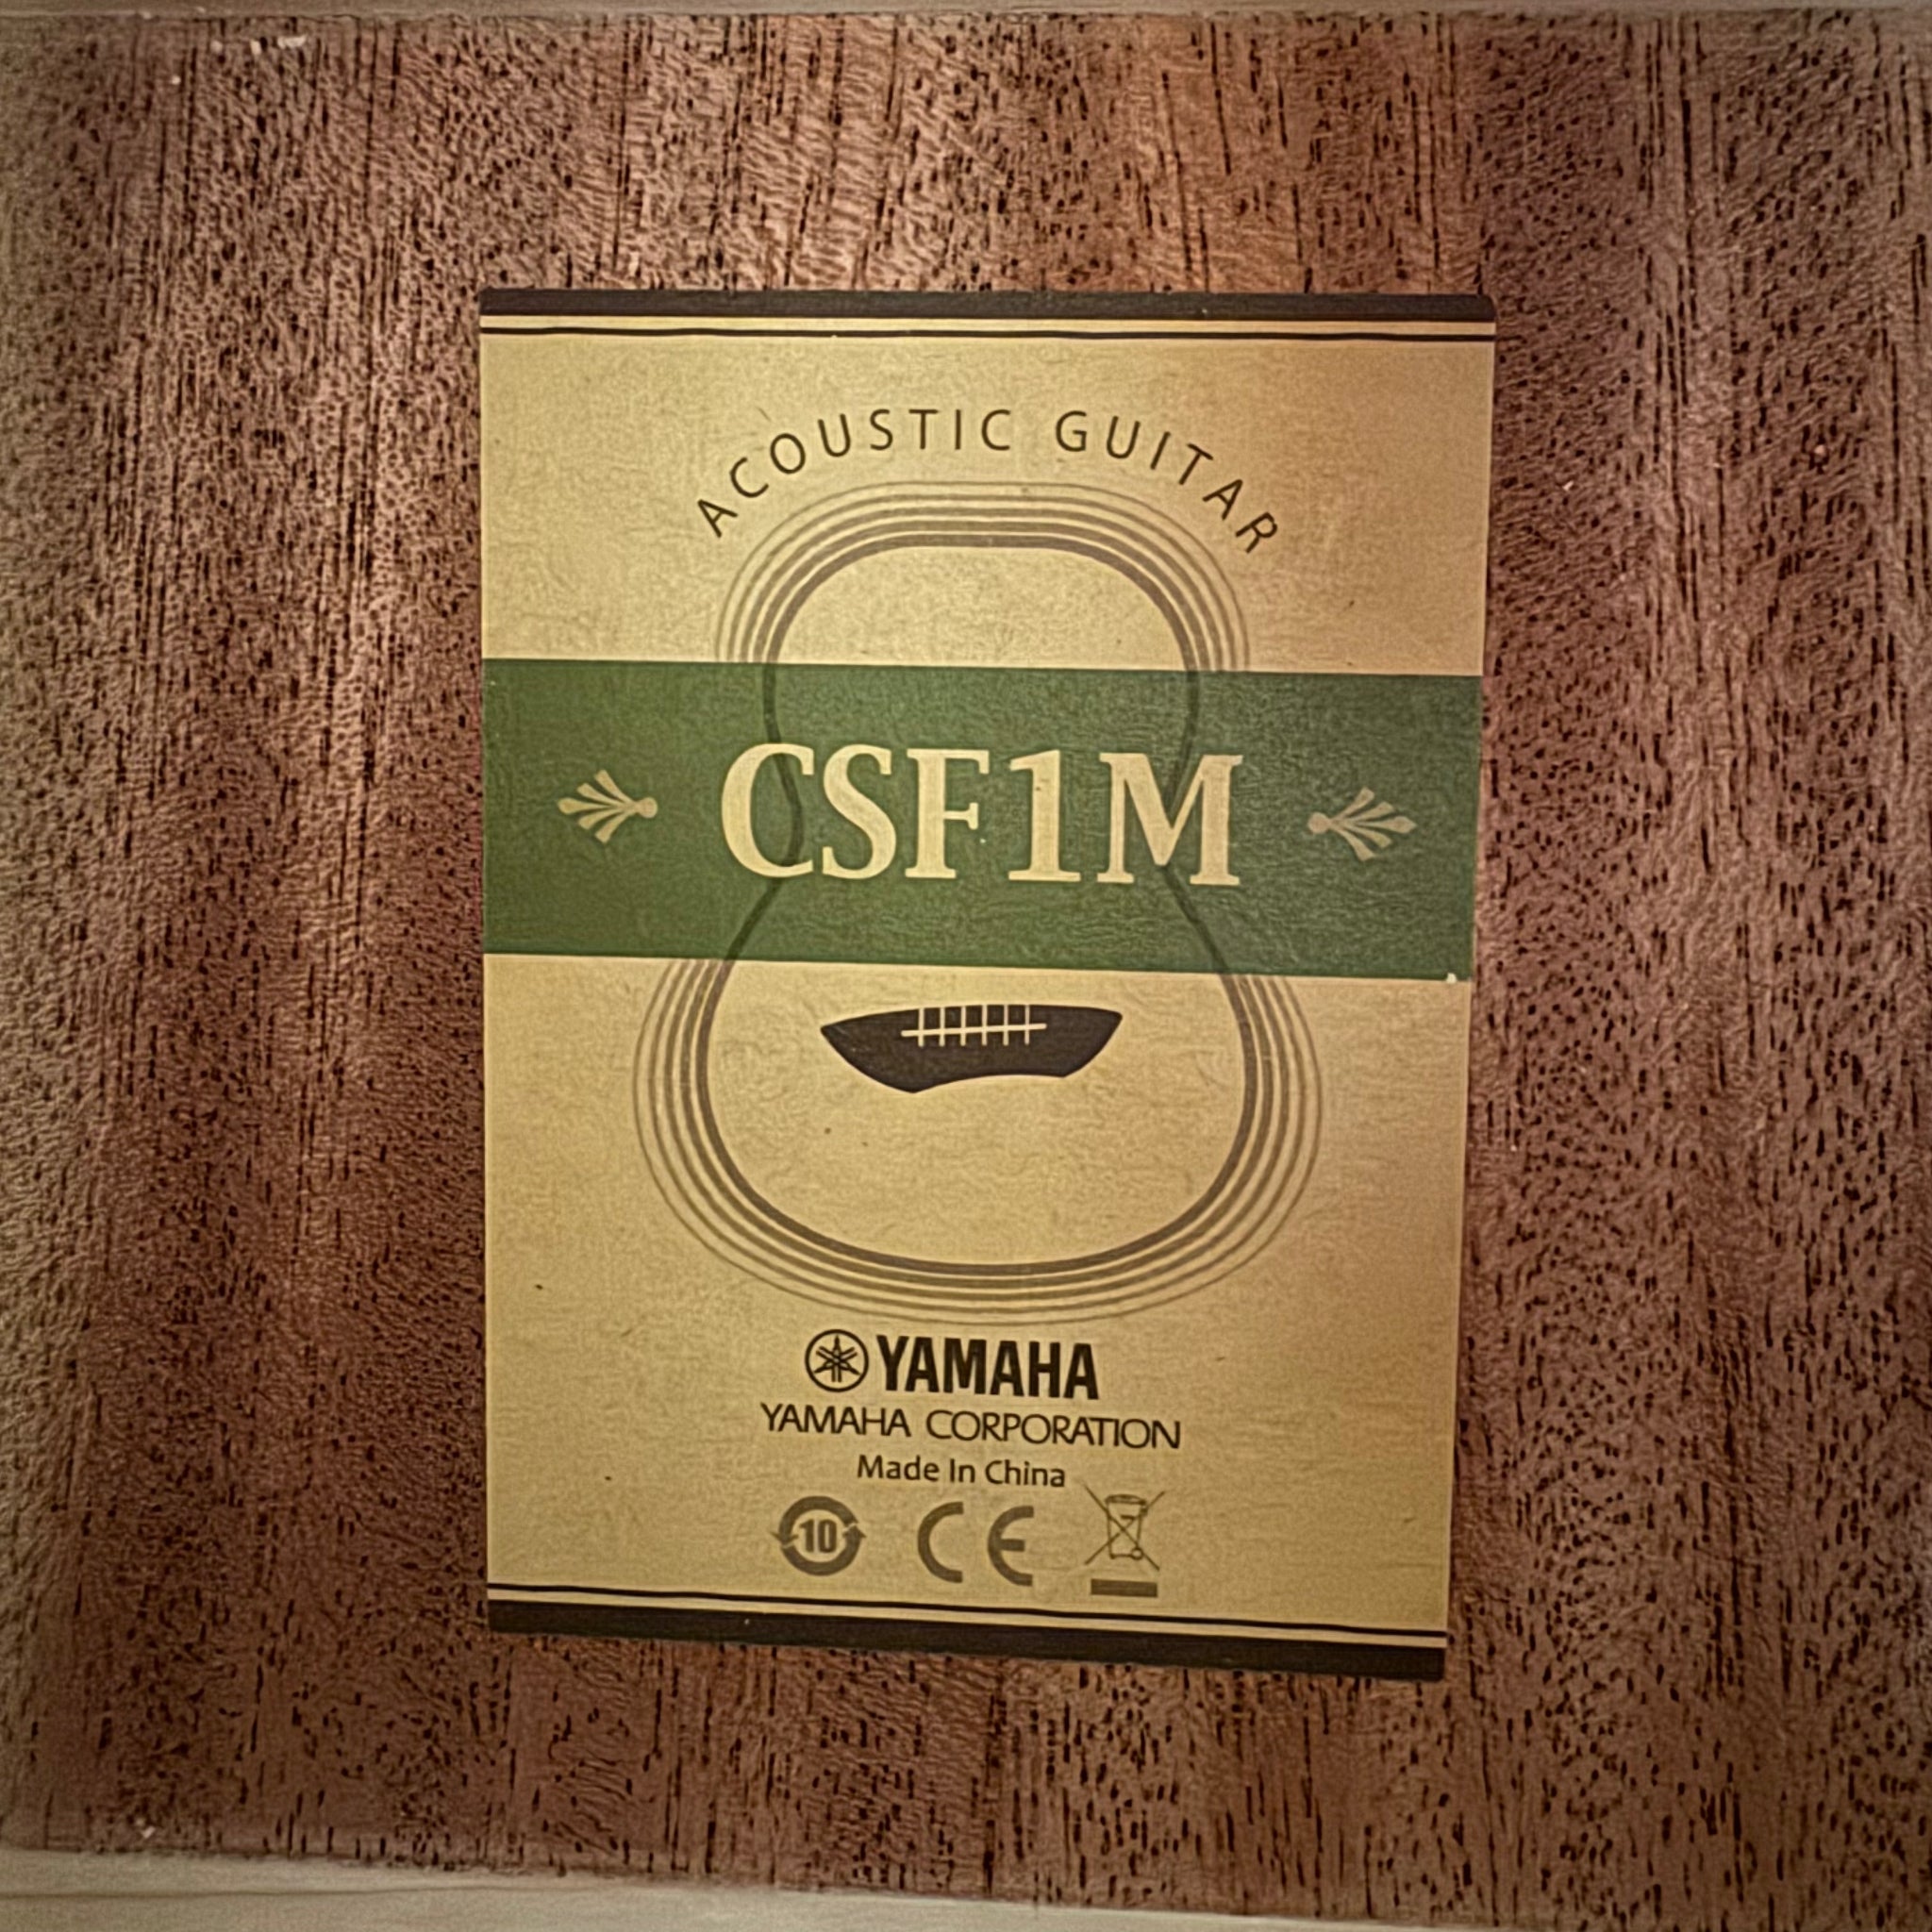 ACOUSTIC GUITAR
CSF1M
YAMAHA
YAMAHA CORPORATION
Made In China
10 CE